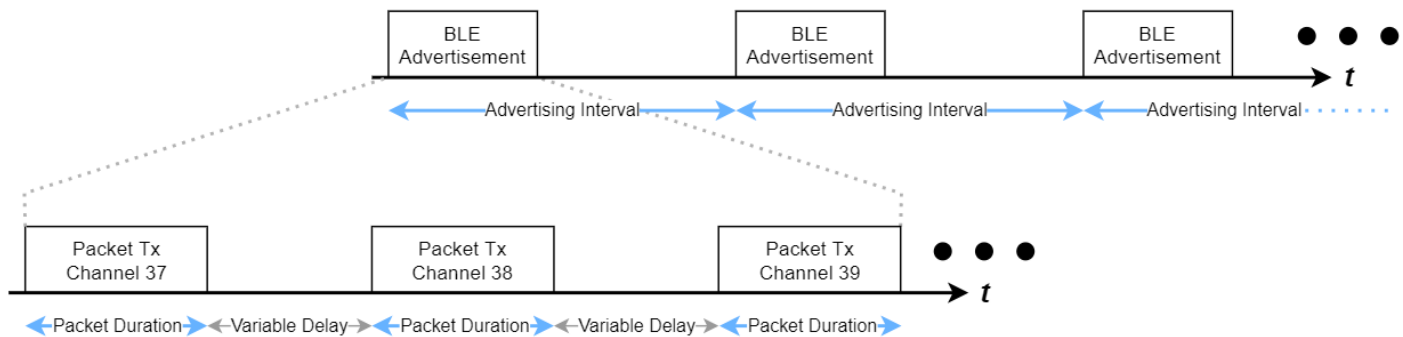 BLE
Advertisement
BLE
Advertisement
BLE
Advertisement
t
Advertising Interval
Advertising Interval
Advertising Interval
Packet Tx
Channel 37
Packet Tx
Channel 38
Packet Tx
Channel 39
t
Packet Duration
Variable Delay
Packet Duration
Variable Delay
Packet Duration